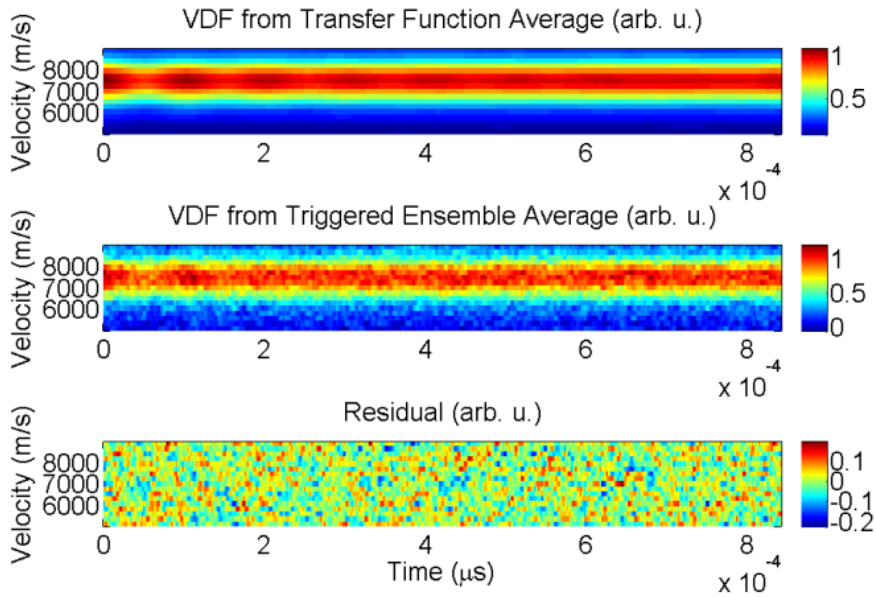 VDF from Transfer Function Average (arb. u.)
Velocity (m/s)
8000
7000
6000
0 2 4 6 8
x 10 -4
1
0.5
VDF from Triggered Ensemble Average (arb. u.)
Velocity (m/s)
8000
7000
6000
0 2 4 6 8
x 10 -4
1
0.5
0
Residual (arb. u.)
Velocity (m/s)
8000
7000
6000
0 2 4 6 8
Time (μs)
x 10 -4
0.1
0
-0.1
-0.2